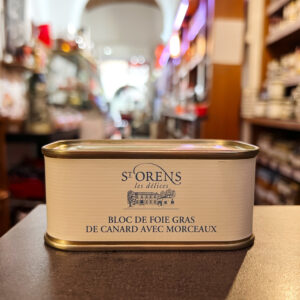 ST ORENS
les délices
BLOC DE FOIE GRAS
DE CANARD AVEC MORCEAUX